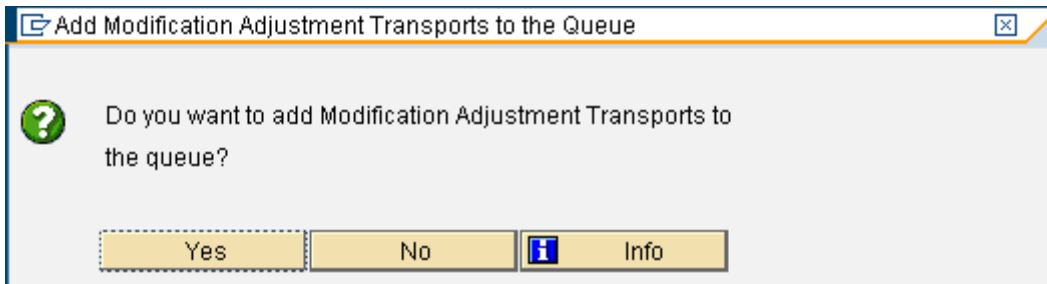 Add Modification Adjustment Transports to the Queue
Do you want to add Modification Adjustment Transports to
the queue?
Yes No Info